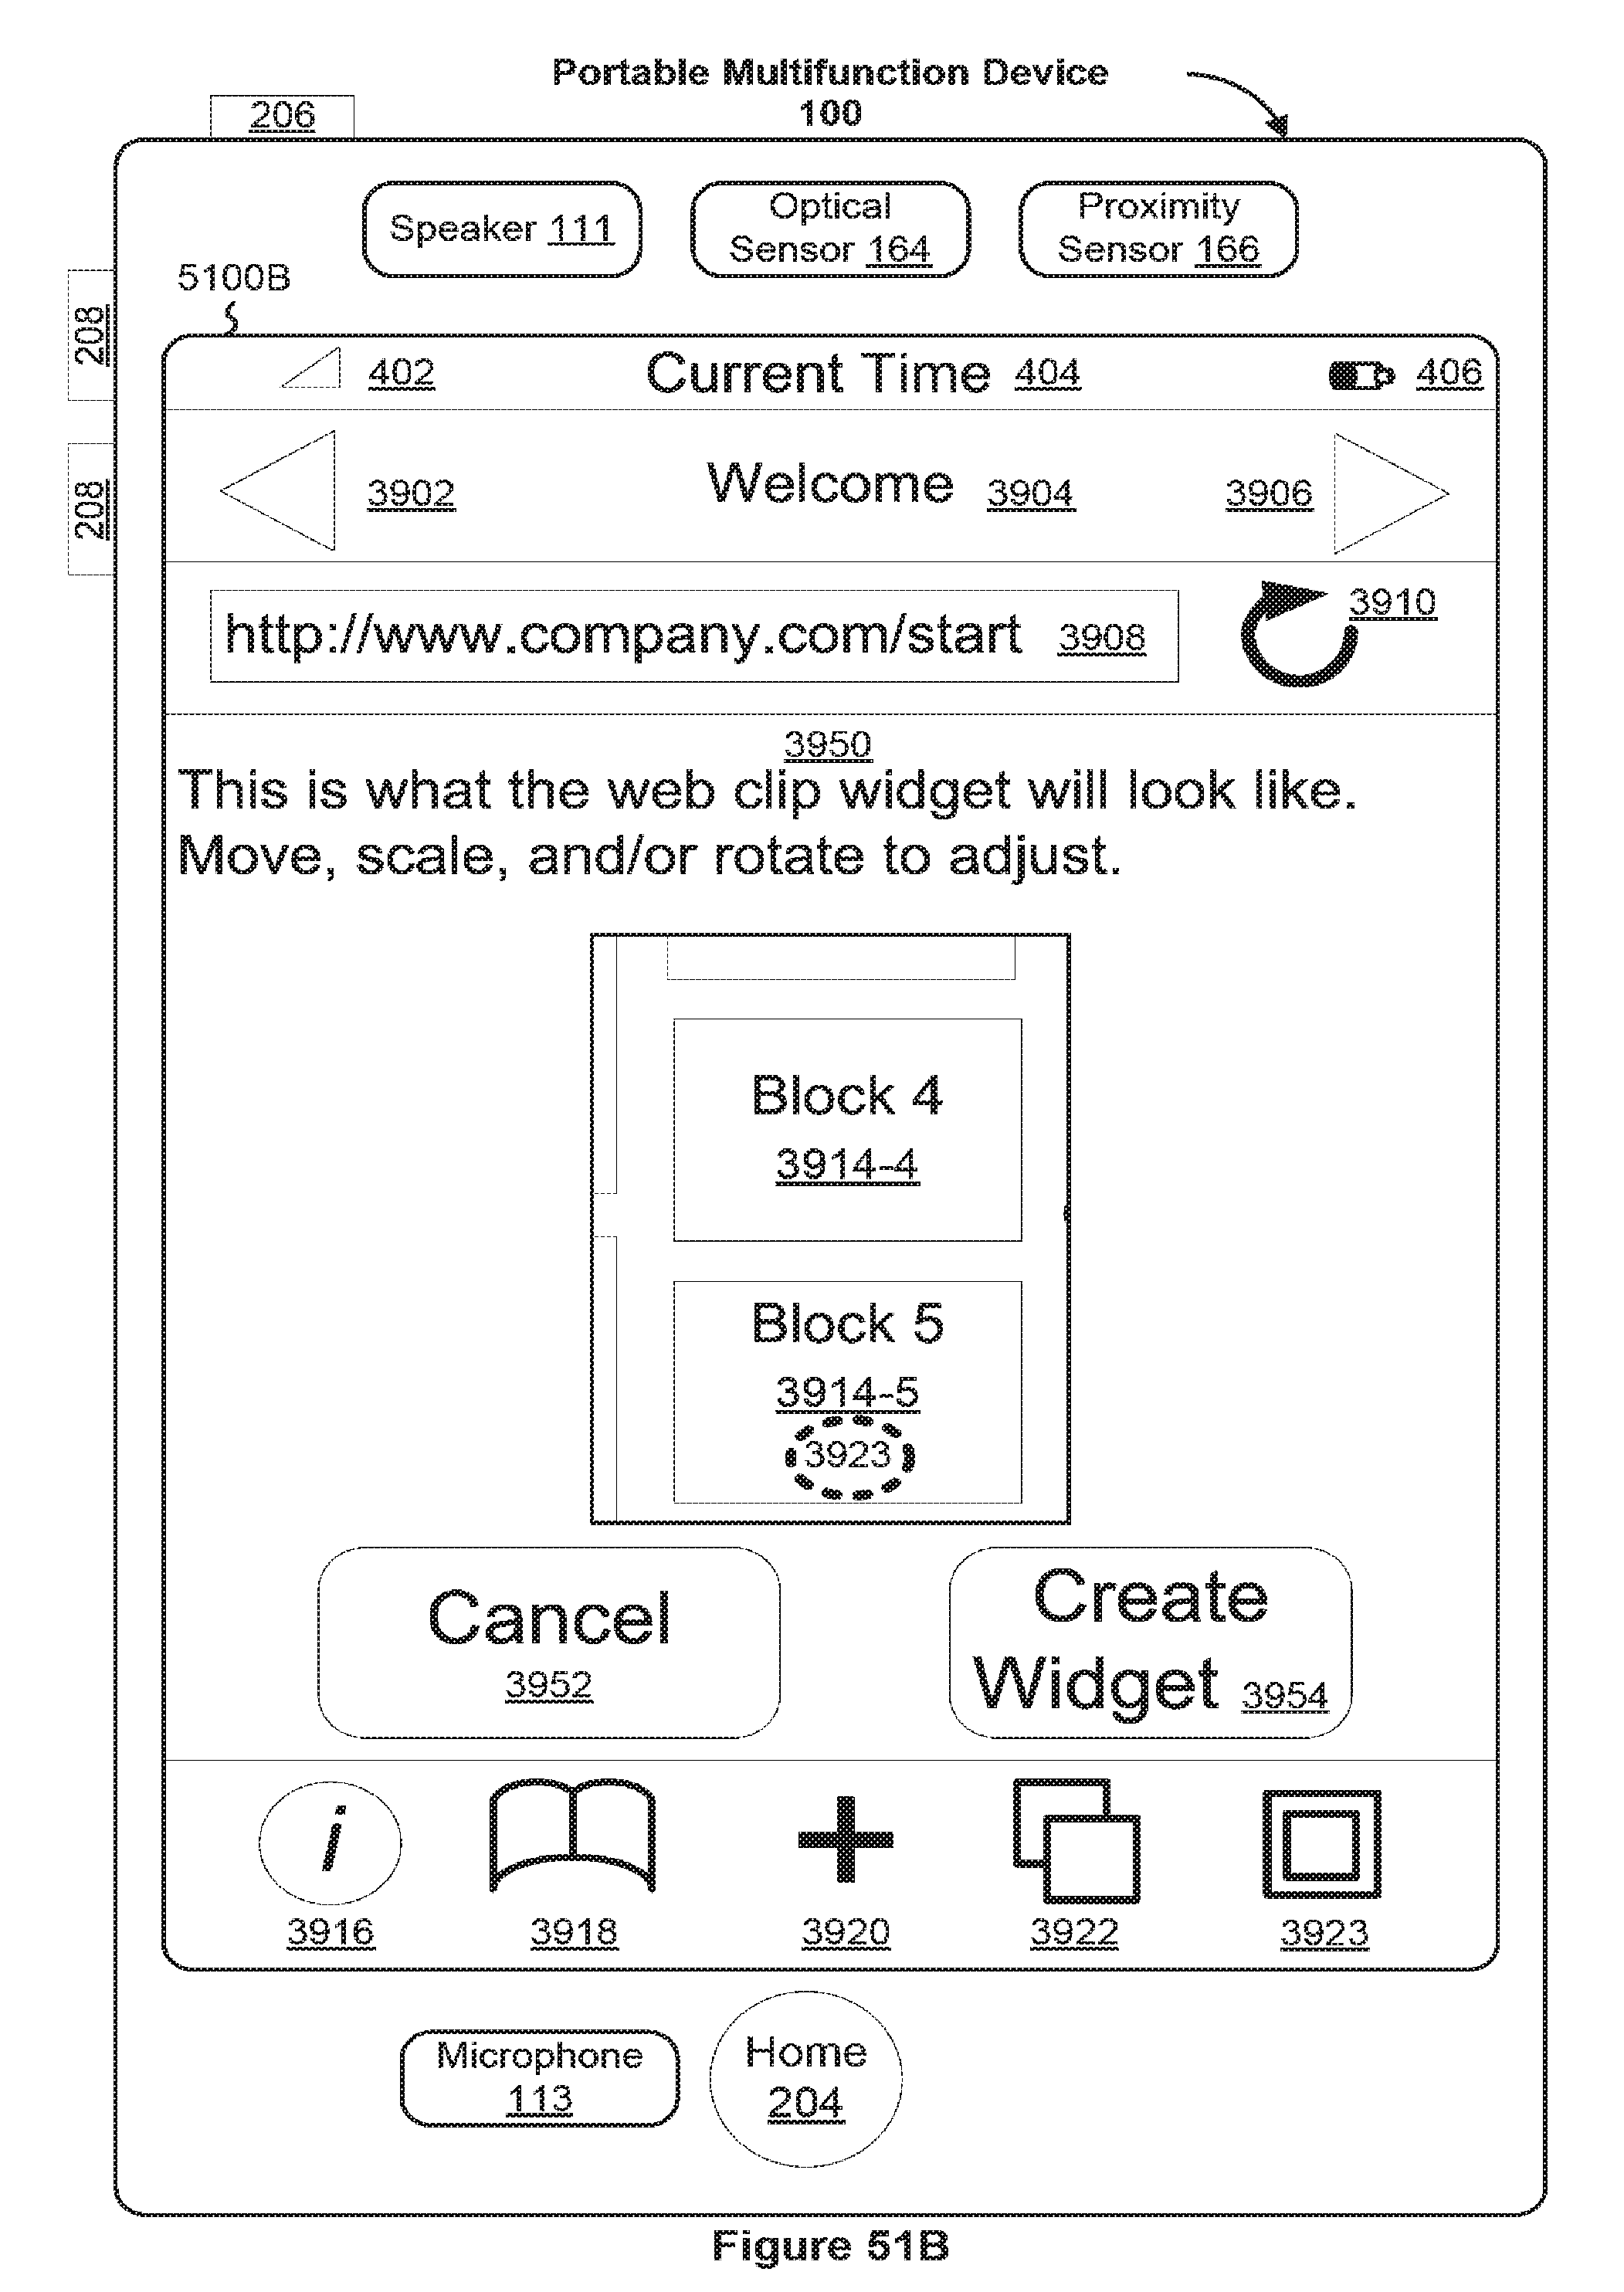 Portable Multifunction Device
100
206
Speaker 111
Optical
Sensor 164
Proximity
Sensor 166
5100B
208
208
402
Current Time 404
406
3902
Welcome 3904
3906
http://www.company.com/start 3908
3910
3950
This is what the web clip widget will look like.
Move, scale, and/or rotate to adjust.
Block 4
3914-4
Block 5
3914-5
3923
Cancel
3952
Create
Widget 3954
i
3916
3918
3920
3922
3923
Microphone
113
Home
204
Figure 51B